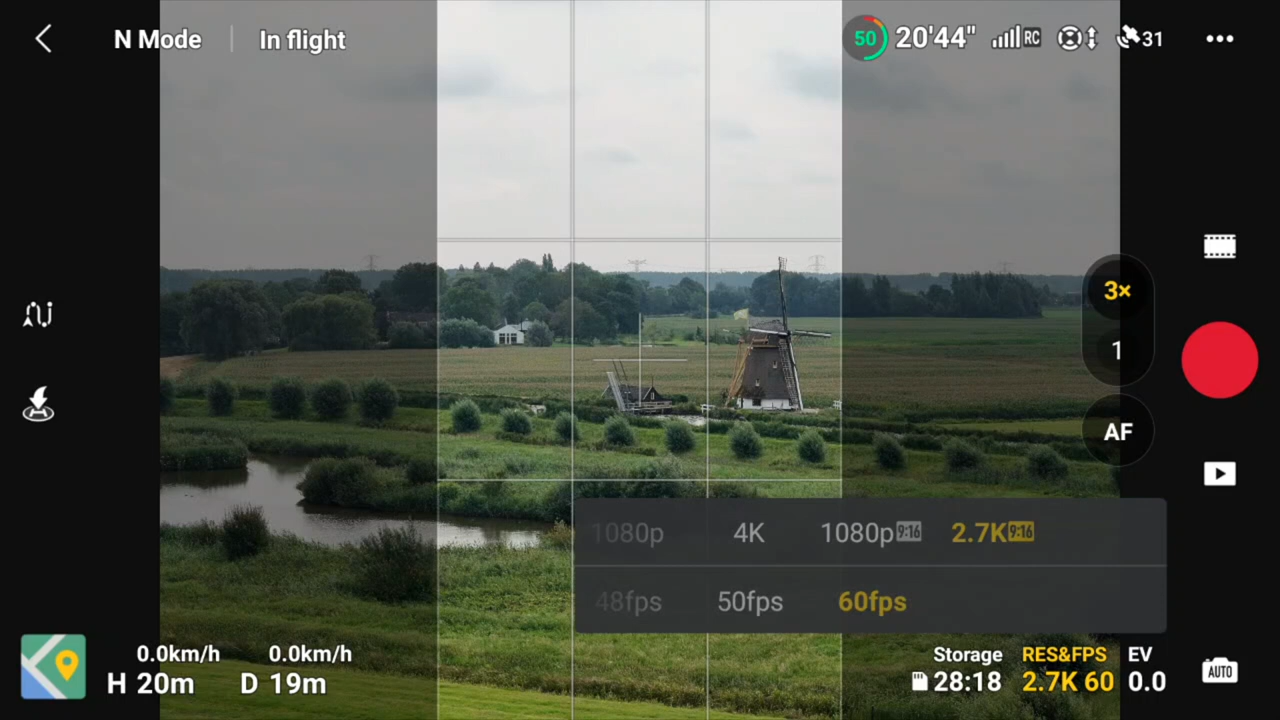 N Mode | In flight
50 20'44" RC 31
3×
1
AF
1080p 4K 1080p 9:16 2.7K 9:16
48fps 50fps 60fps
0.0km/h 0.0km/h
H 20m D 19m
Storage RES&FPS EV
28:18 2.7K 60 0.0
AUTO